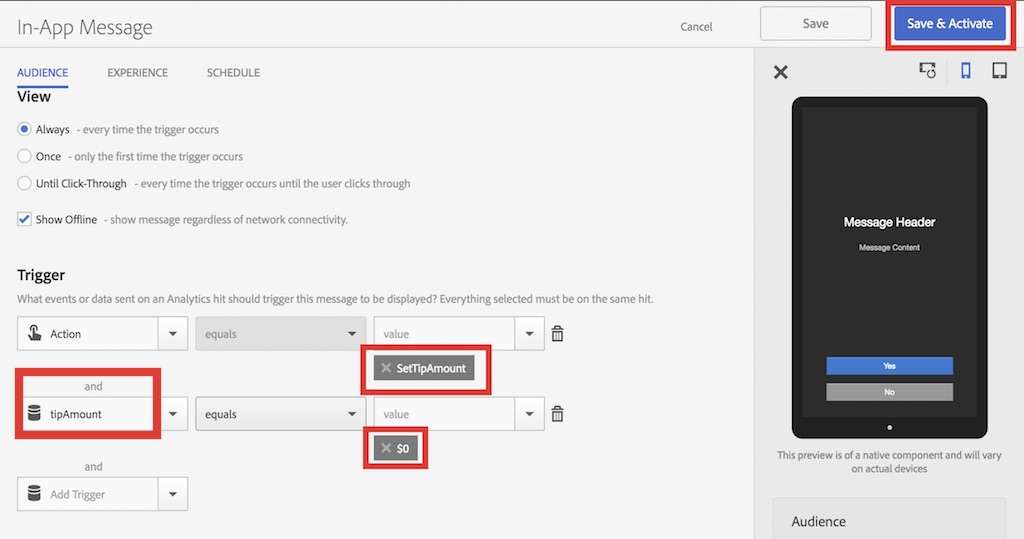 In-App Message
Cancel
Save
Save & Activate
AUDIENCE
EXPERIENCE
SCHEDULE
View
Always - every time the trigger occurs
Once - only the first time the trigger occurs
Until Click-Through - every time the trigger occurs until the user clicks through
Show Offline - show message regardless of network connectivity.
Trigger
What events or data sent on an Analytics hit should trigger this message to be displayed? Everything selected must be on the same hit.
Action
equals
value
SetTipAmount
and
tipAmount
equals
value
$0
and
Add Trigger
Message Header
Message Content
Yes
No
This preview is of a native component and will vary
on actual devices
Audience